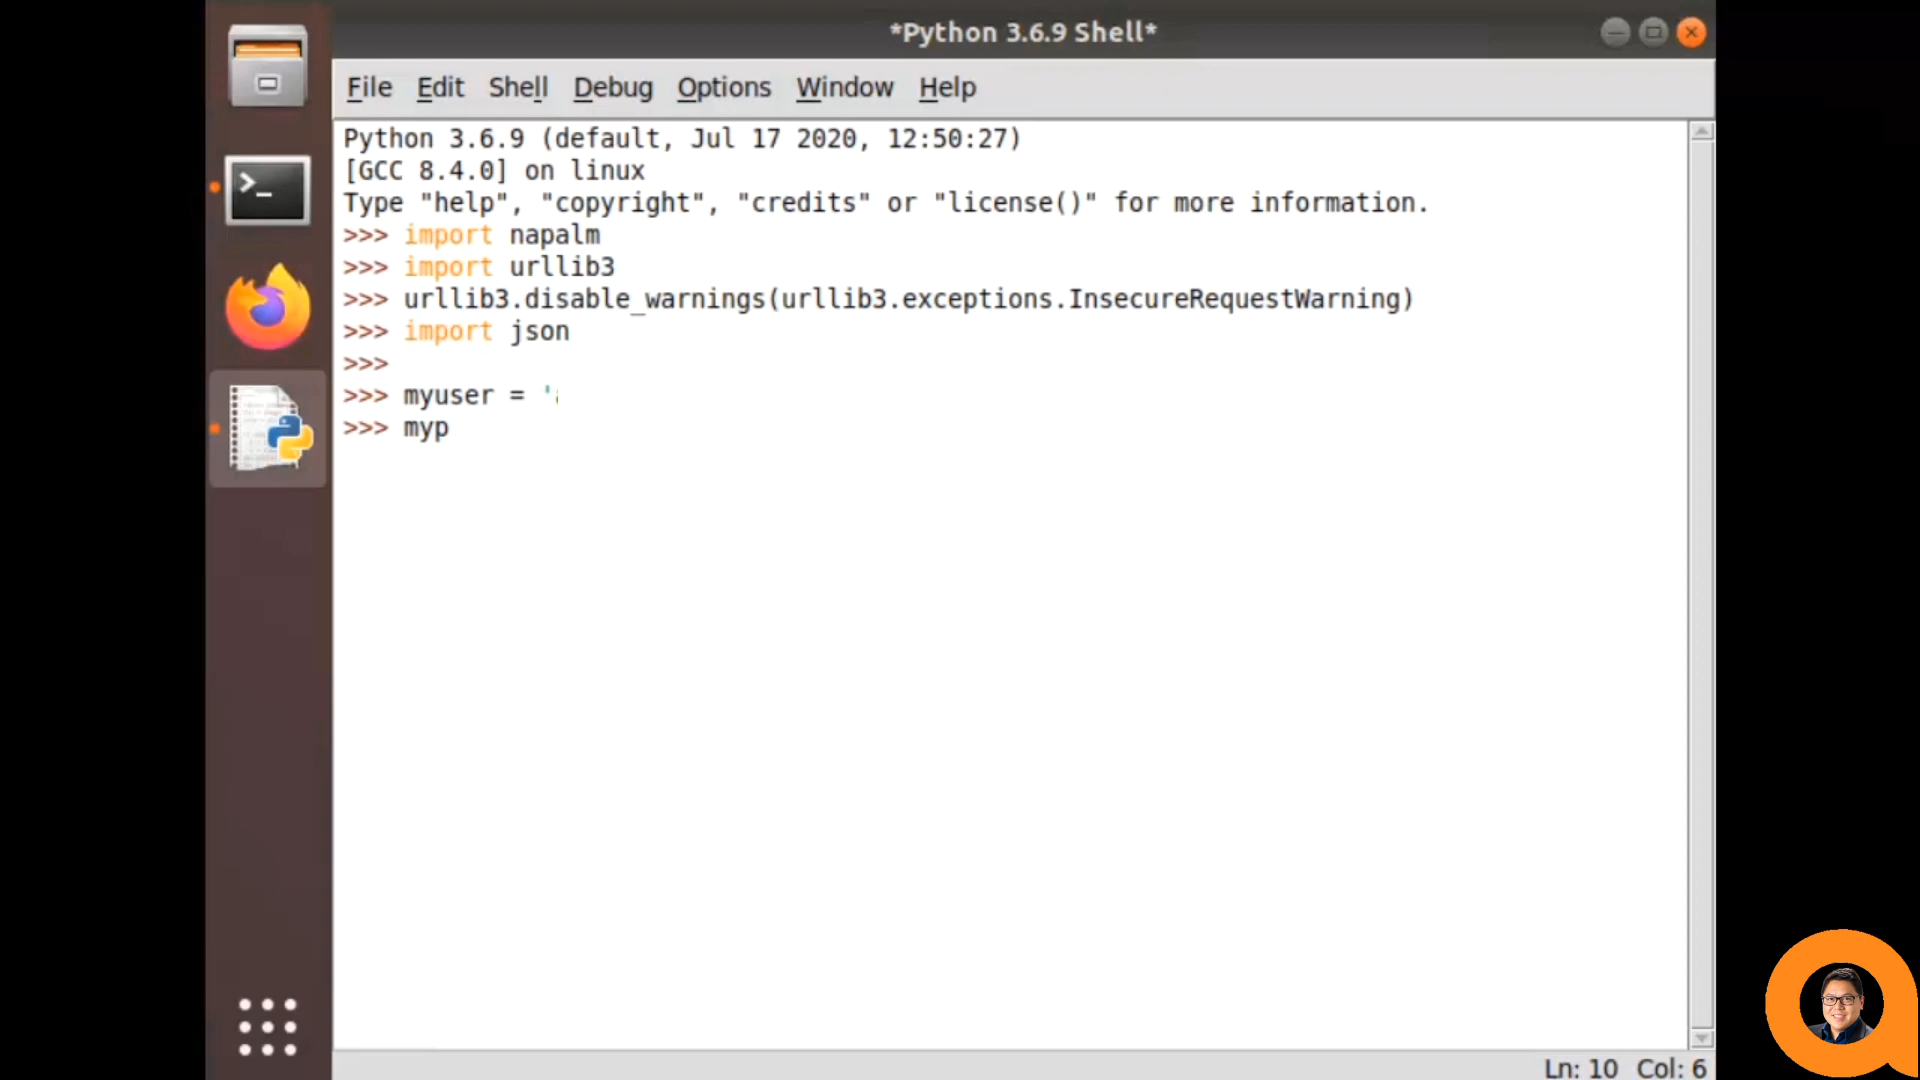 *Python 3.6.9 Shell*
File Edit Shell Debug Options Window Help
Python 3.6.9 (default, Jul 17 2020, 12:50:27)
[GCC 8.4.0] on linux
Type "help", "copyright", "credits" or "license()" for more information.
>>> import napalm
>>> import urllib3
>>> urllib3.disable_warnings(urllib3.exceptions.InsecureRequestWarning)
>>> import json
>>>
>>> myuser = '
>>> myp
Ln: 10 Col: 6